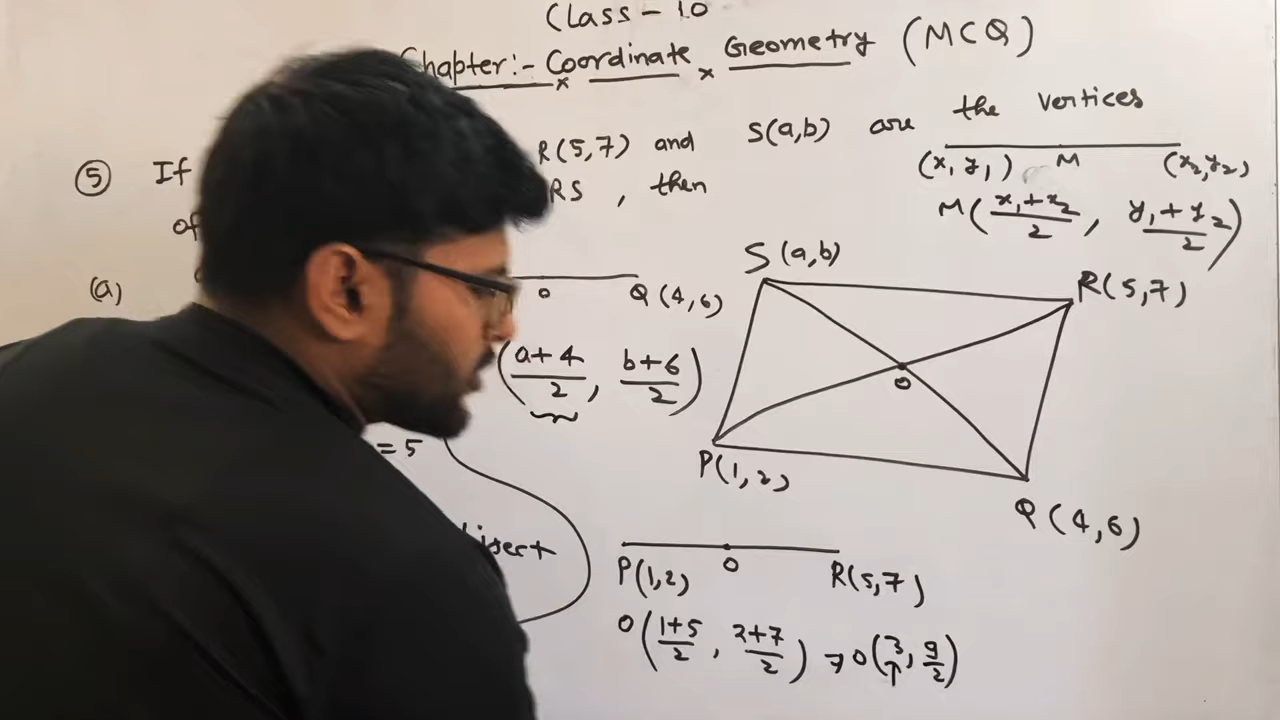 Class - 10
Chapter:- Coordinate Geometry (MCQ)
⑤ If R(5,7) and S(a,b) are the vertices
of RS, then
(x₁ y₁) M (x₂,y₂)
M(x₁+x₂/2, y₁+y₂/2)
(a)
O Q(4,6)
(a+4/2, b+6/2)
= 5
S(a,b)
R(5,7)
O
P(1,2)
Q(4,6)
P(1,2) O R(5,7)
O(1+5/2, 2+7/2) ⇒ O(3, 9/2)